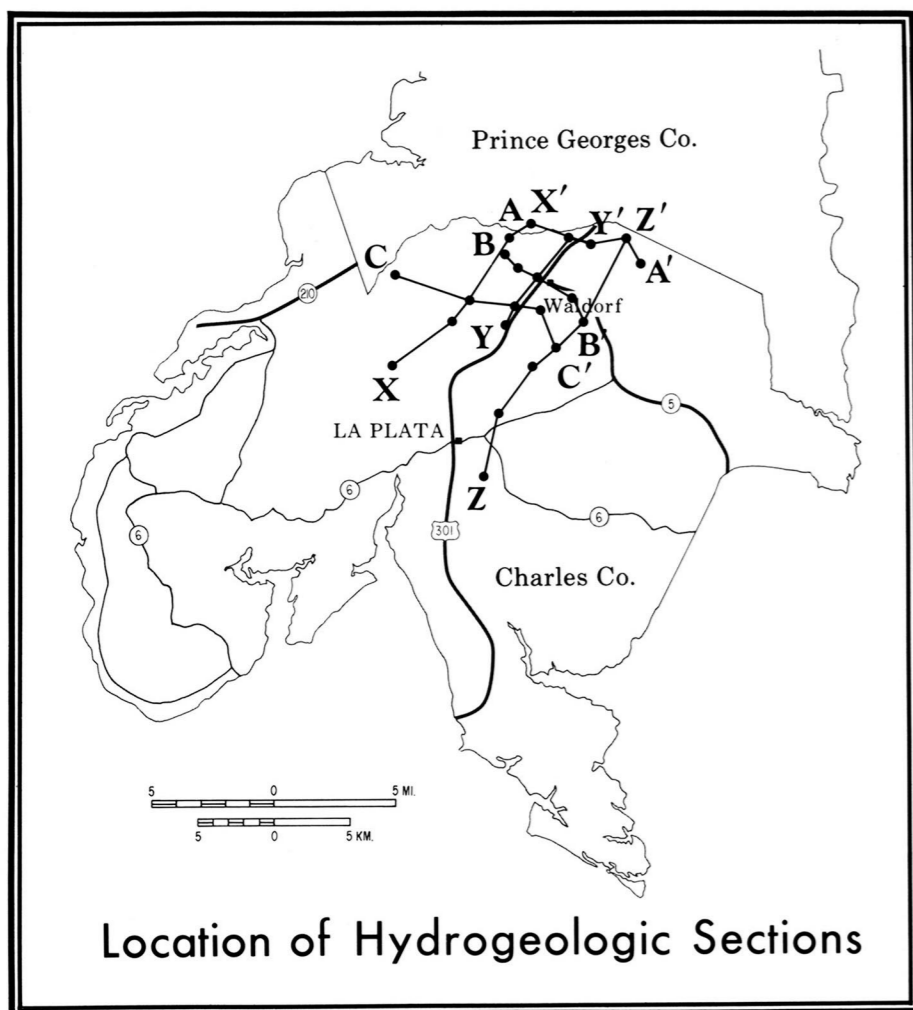 Prince Georges Co.
A X′
Y′ Z′
B
C
A′
210
Waldorf
Y
B′
X
C′
5
LA PLATA
6
Z
6
6
301
Charles Co.
5 0 5 MI.
5 0 5 KM.
Location of Hydrogeologic Sections